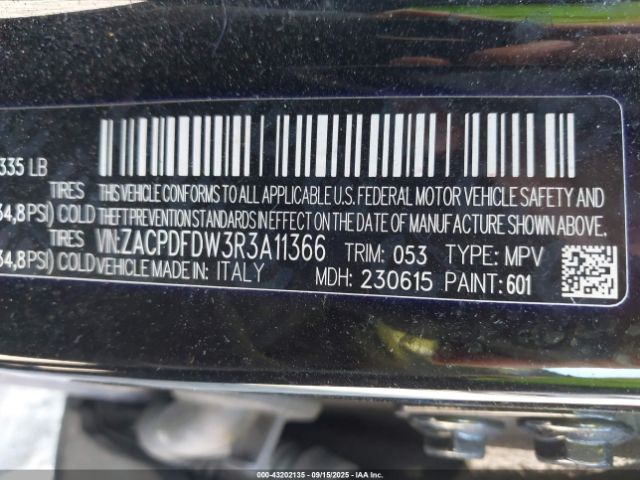 335 LB
TIRES THIS VEHICLE CONFORMS TO ALL APPLICABLE U.S. FEDERAL MOTOR VEHICLE SAFETY AND
34,8PSI) COLD THEFT PREVENTION STANDARDS IN EFFECT ON THE DATE OF MANUFACTURE SHOWN ABOVE.
TIRES VIN:ZACPDFDW3R3A11366 TRIM: 053 TYPE: MPV
34,8PSI) COLD VEHICLE MADE IN: ITALY MDH: 230615 PAINT: 601
000-43202135 - 09/15/2025 - COPYRIGHT IAA, LLC.